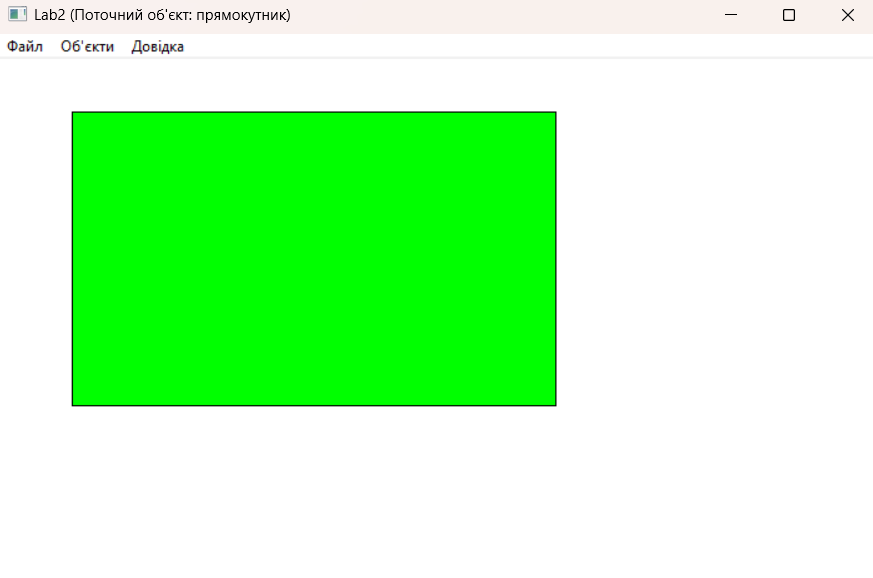 Lab2 (Поточний об'єкт: прямокутник)
Файл Об'єкти Довідка